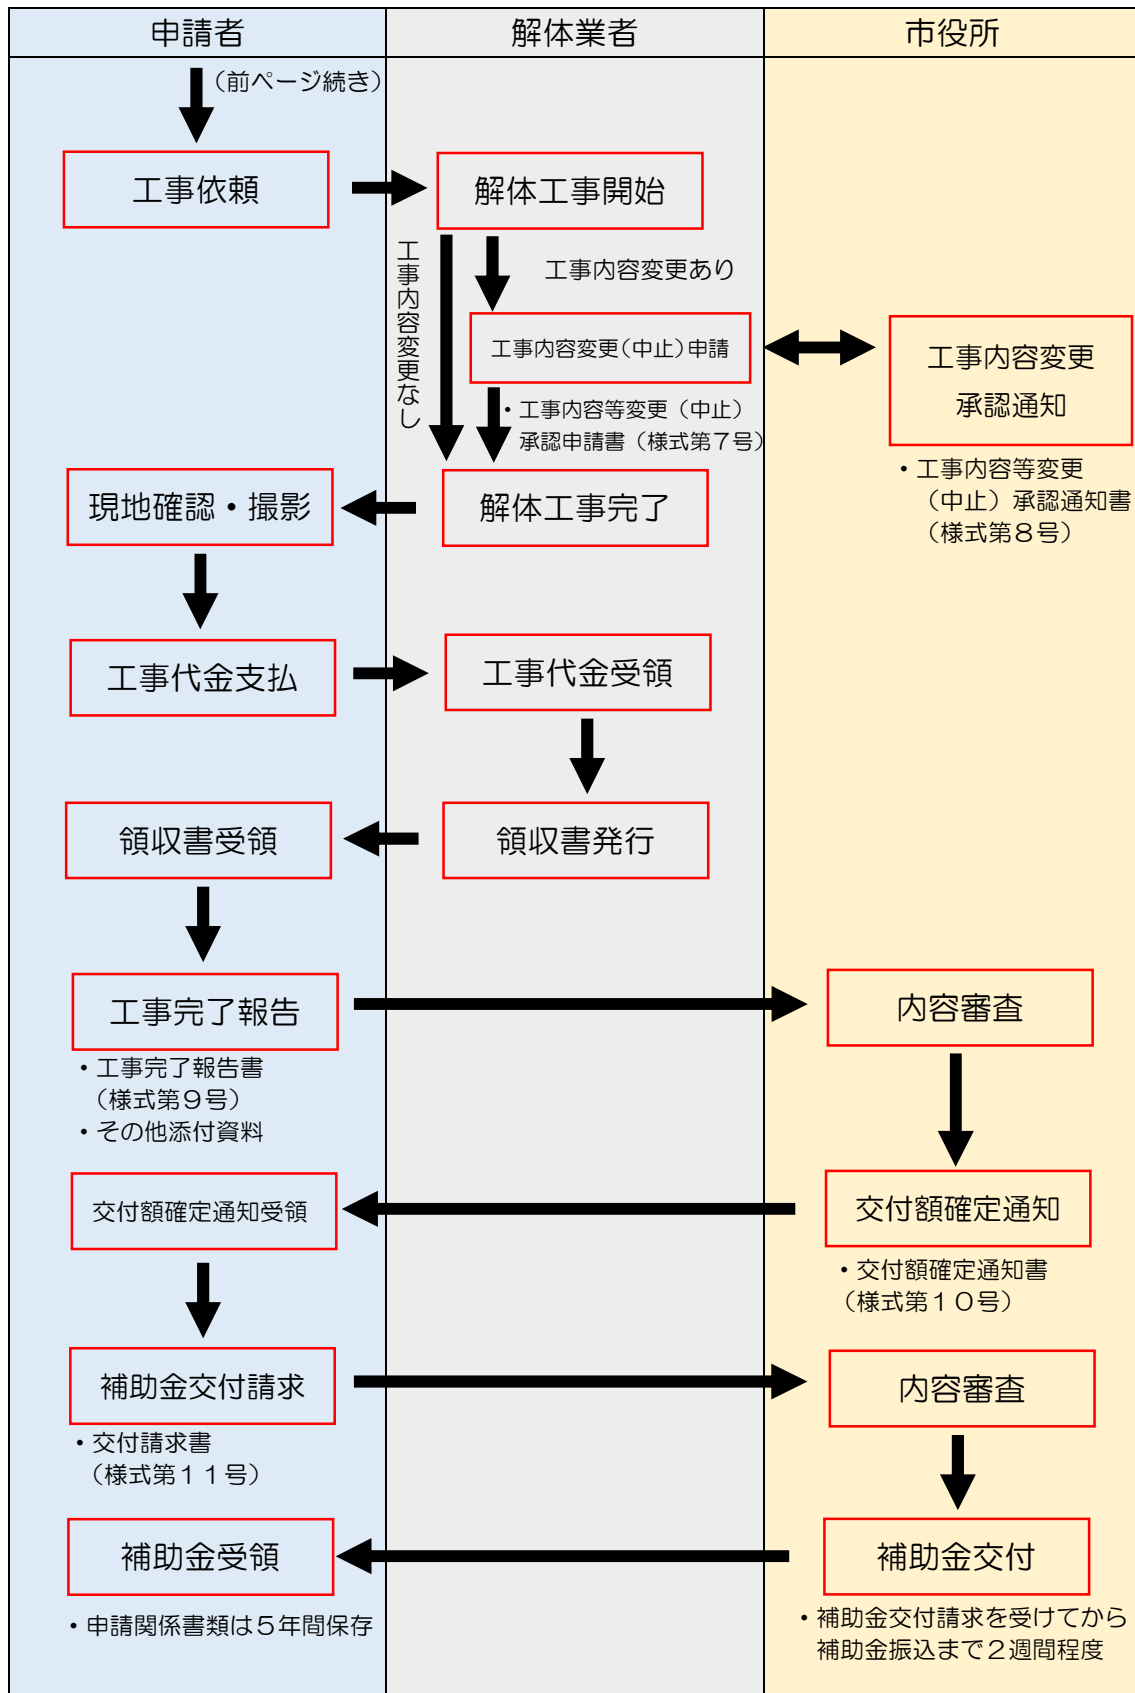 申請者
解体業者
市役所
（前ページ続き）
工事依頼
解体工事開始
工事内容変更なし
工事内容変更あり
工事内容変更（中止）申請
工事内容変更
承認通知
・工事内容等変更（中止）
承認申請書（様式第７号）
・工事内容等変更
（中止）承認通知書
（様式第８号）
現地確認・撮影
解体工事完了
工事代金支払
工事代金受領
領収書受領
領収書発行
工事完了報告
内容審査
・工事完了報告書
（様式第９号）
・その他添付資料
交付額確定通知受領
交付額確定通知
・交付額確定通知書
（様式第１０号）
補助金交付請求
内容審査
・交付請求書
（様式第１１号）
補助金受領
補助金交付
・申請関係書類は５年間保存
・補助金交付請求を受けてから
補助金振込まで２週間程度